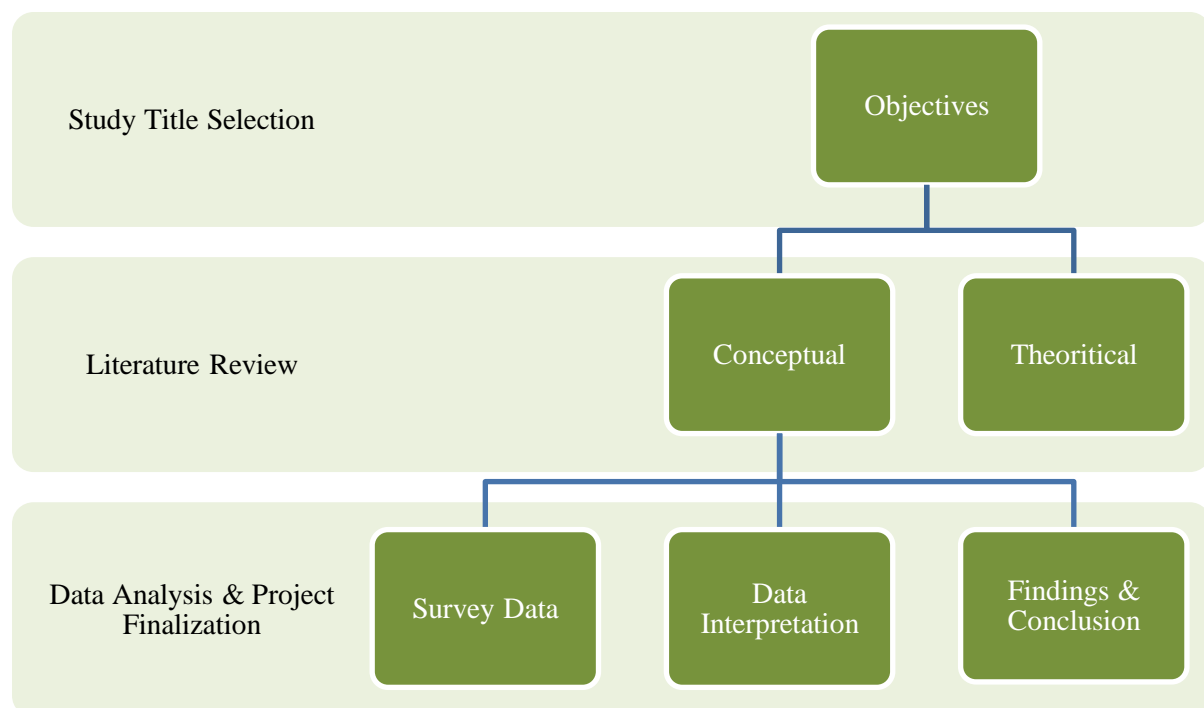 Study Title Selection
Objectives
Literature Review
Conceptual
Theoritical
Data Analysis & Project
Finalization
Survey Data
Data
Interpretation
Findings &
Conclusion